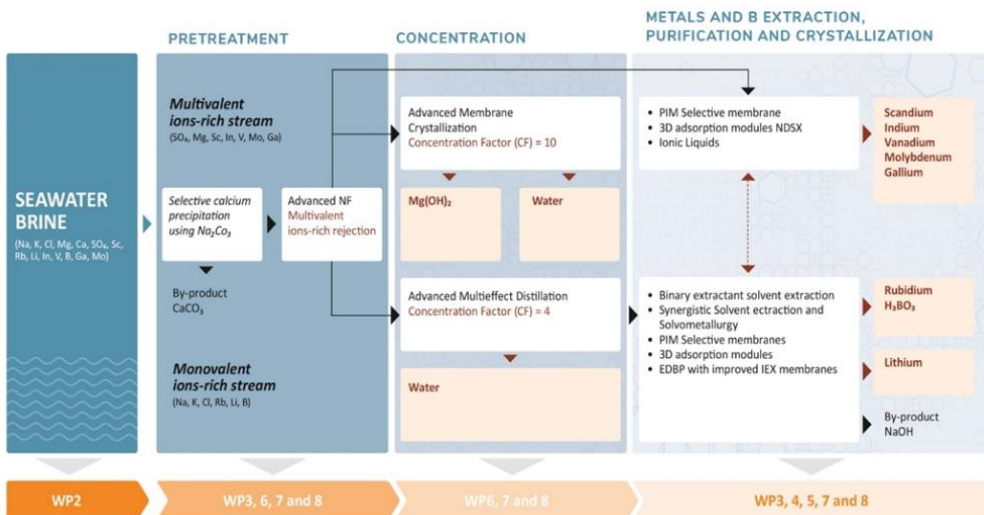 PRETREATMENT
CONCENTRATION
METALS AND B EXTRACTION,
PURIFICATION AND CRYSTALLIZATION
SEAWATER
BRINE
(Na, K, Cl, Mg, Ca, SO₄, Sc,
Rb, Li, In, V, B, Ga, Mo)
Multivalent
ions-rich stream
(SO₄, Mg, Sc, In, V, Mo, Ga)
Selective calcium
precipitation
using Na₂Co₃
Advanced NF
Multivalent
ions-rich rejection
By-product
CaCO₃
Monovalent
ions-rich stream
(Na, K, Cl, Rb, Li, B)
Advanced Membrane
Crystallization
Concentration Factor (CF) = 10
Mg(OH)₂
Water
Advanced Multieffect Distillation
Concentration Factor (CF) = 4
Water
• PIM Selective membrane
• 3D adsorption modules NDSX
• Ionic Liquids
Scandium
Indium
Vanadium
Molybdenum
Gallium
• Binary extractant solvent extraction
• Synergistic Solvent ectraction and
Solvometallurgy
• PIM Selective membranes
• 3D adsorption modules
• EDBP with improved IEX membranes
Rubidium
H₃BO₃
Lithium
By-product
NaOH
WP2
WP3, 6, 7 and 8
WP6, 7 and 8
WP3, 4, 5, 7 and 8